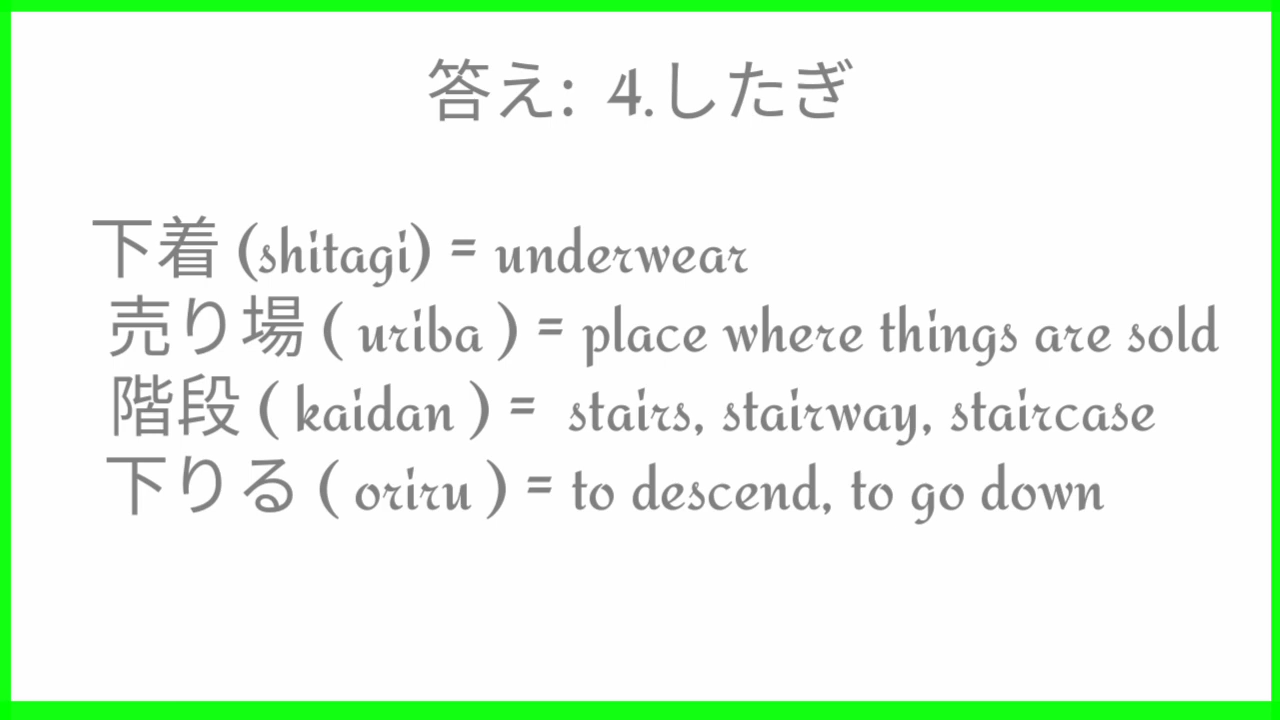 答え: 4.したぎ
下着 (shitagi) = underwear
売り場 ( uriba ) = place where things are sold
階段 ( kaidan ) = stairs, stairway, staircase
下りる ( oriru ) = to descend, to go down